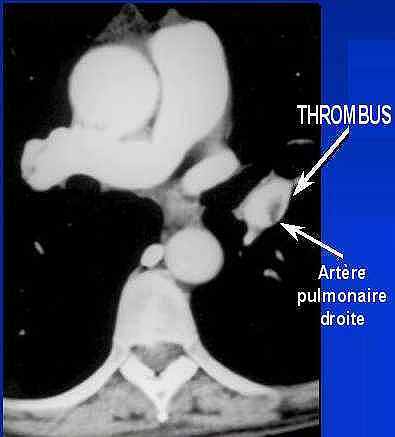 THROMBUS
Artère
pulmonaire
droite